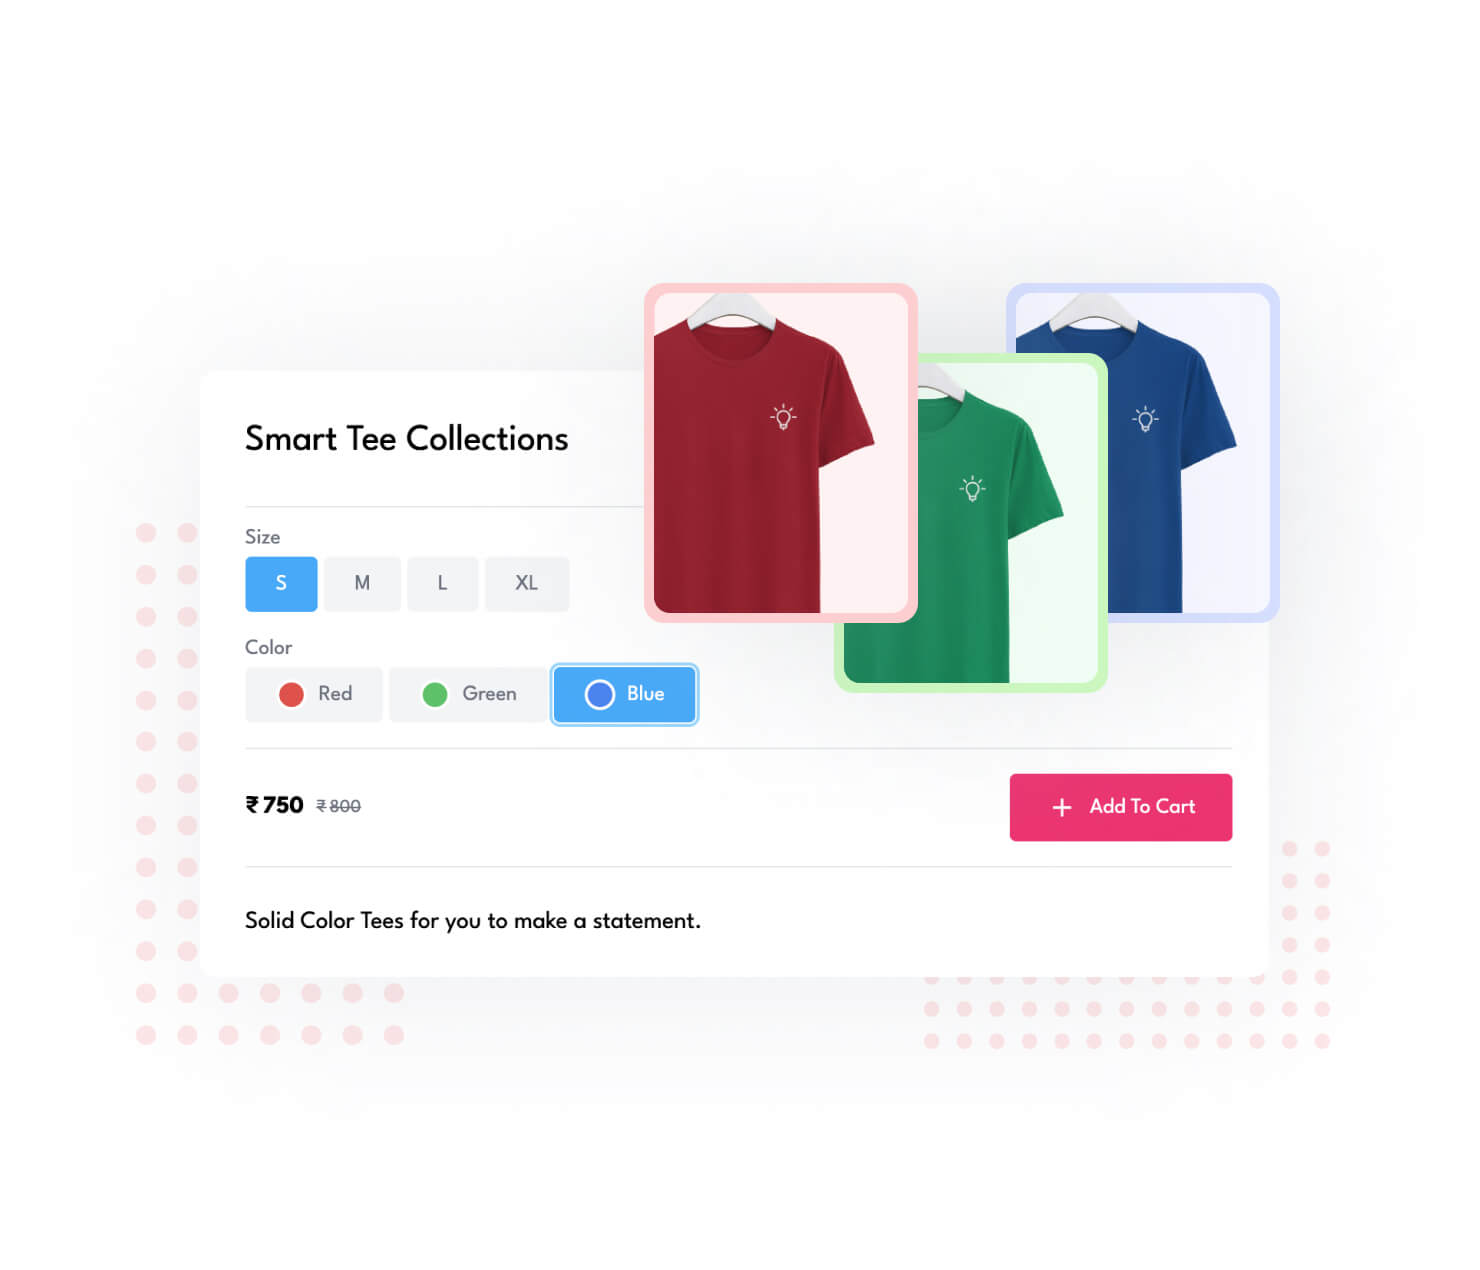 Smart Tee Collections
Size
S M L XL
Color
Red Green Blue
₹ 750 ₹ 800
+ Add To Cart
Solid Color Tees for you to make a statement.